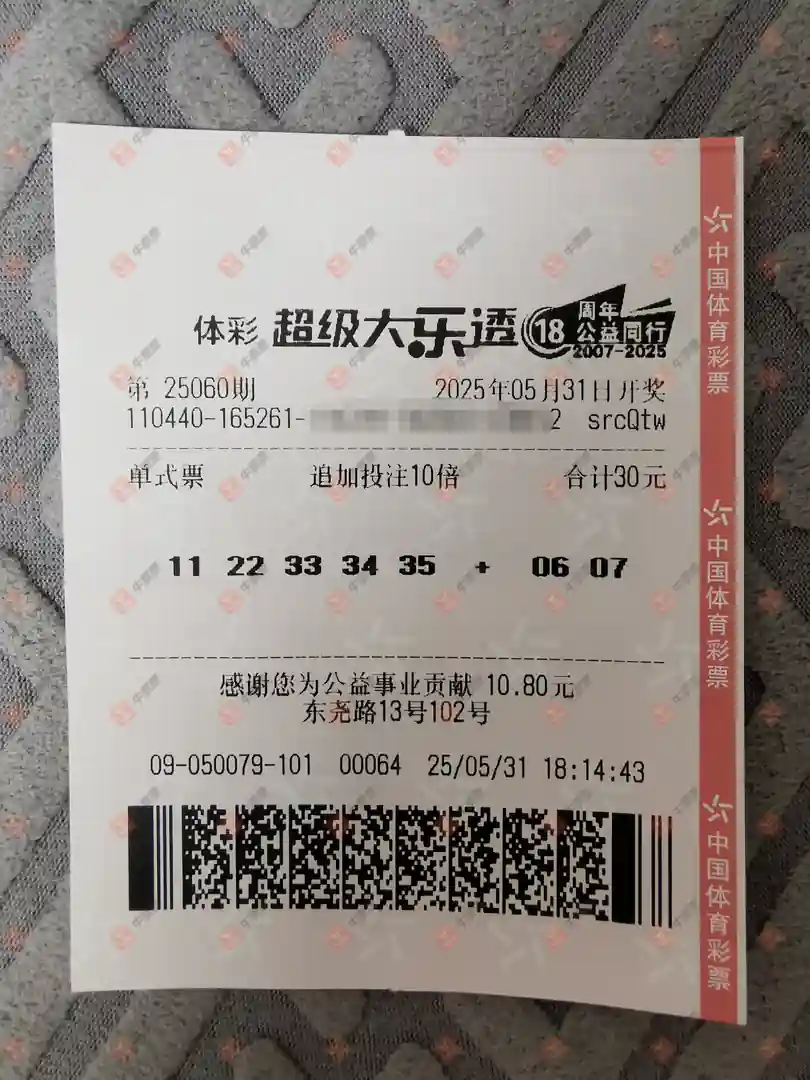 体彩 超级大乐透 18 周年 公益同行 2007-2025
第 25060期 2025年05月31日开奖
110440-165261- 2 srcQtw
单式票 追加投注10倍 合计30元
11 22 33 34 35 + 06 07
感谢您为公益事业贡献 10.80元
东尧路13号102号
09-050079-101 00064 25/05/31 18:14:43
中国体育彩票
中国体育彩票
中国体育彩票